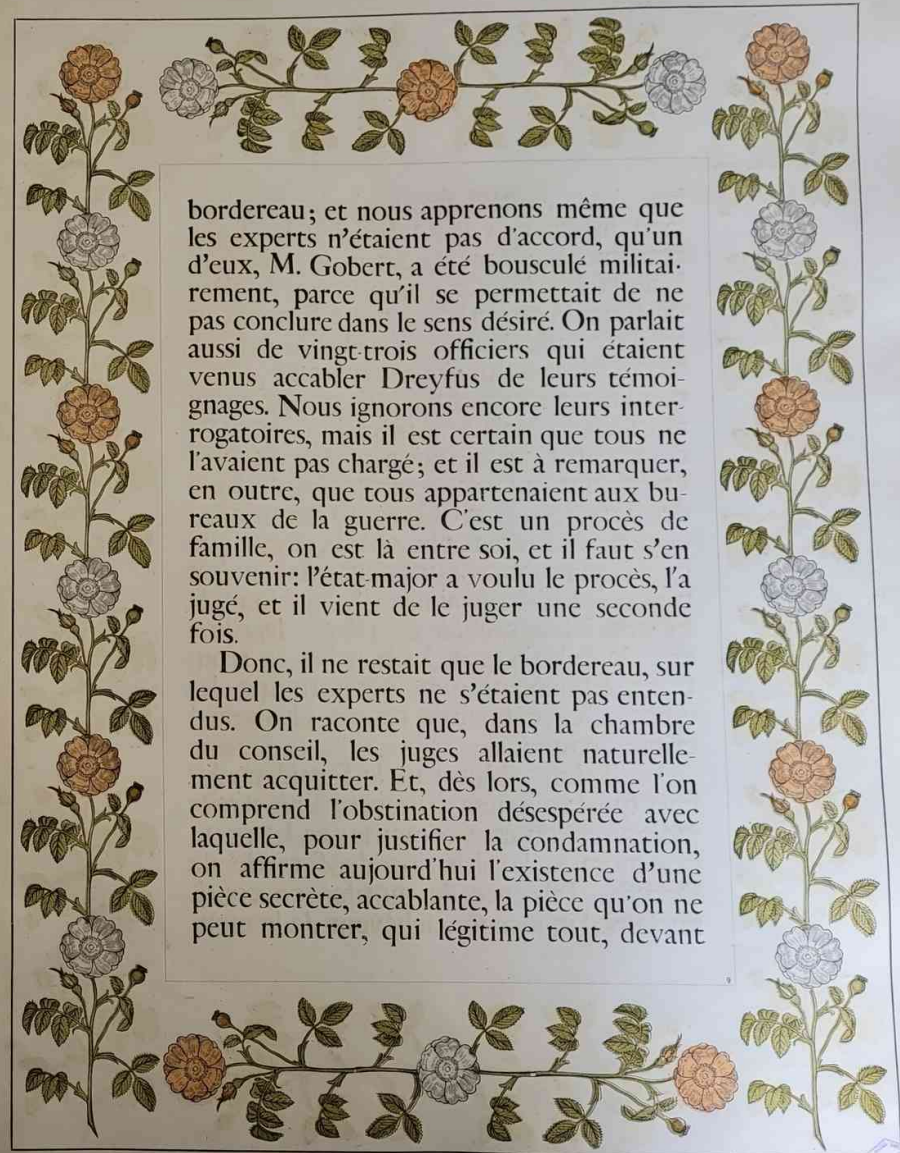 bordereau; et nous apprenons même que
les experts n'étaient pas d'accord, qu'un
d'eux, M. Gobert, a été bousculé militai-
rement, parce qu'il se permettait de ne
pas conclure dans le sens désiré. On parlait
aussi de vingt-trois officiers qui étaient
venus accabler Dreyfus de leurs témoi-
gnages. Nous ignorons encore leurs inter-
rogatoires, mais il est certain que tous ne
l'avaient pas chargé; et il est à remarquer,
en outre, que tous appartenaient aux bu-
reaux de la guerre. C'est un procès de
famille, on est là entre soi, et il faut s'en
souvenir: l'état-major a voulu le procès, l'a
jugé, et il vient de le juger une seconde
fois.
Donc, il ne restait que le bordereau, sur
lequel les experts ne s'étaient pas enten-
dus. On raconte que, dans la chambre
du conseil, les juges allaient naturelle-
ment acquitter. Et, dès lors, comme l'on
comprend l'obstination désespérée avec
laquelle, pour justifier la condamnation,
on affirme aujourd'hui l'existence d'une
pièce secrète, accablante, la pièce qu'on ne
peut montrer, qui légitime tout, devant
9